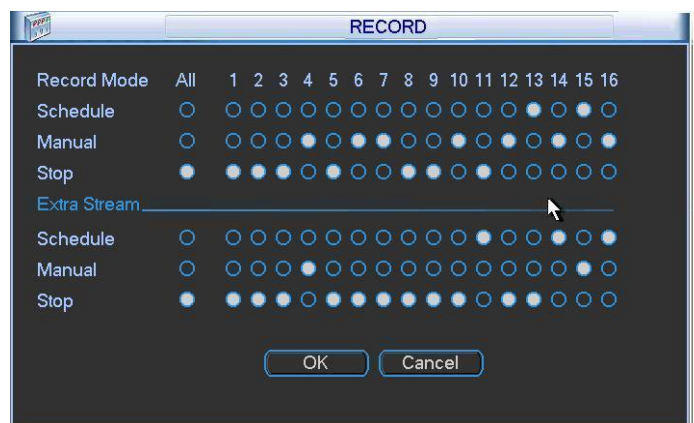 RECORD
Record Mode All 1 2 3 4 5 6 7 8 9 10 11 12 13 14 15 16
Schedule
Manual
Stop
Extra Stream
Schedule
Manual
Stop
OK Cancel